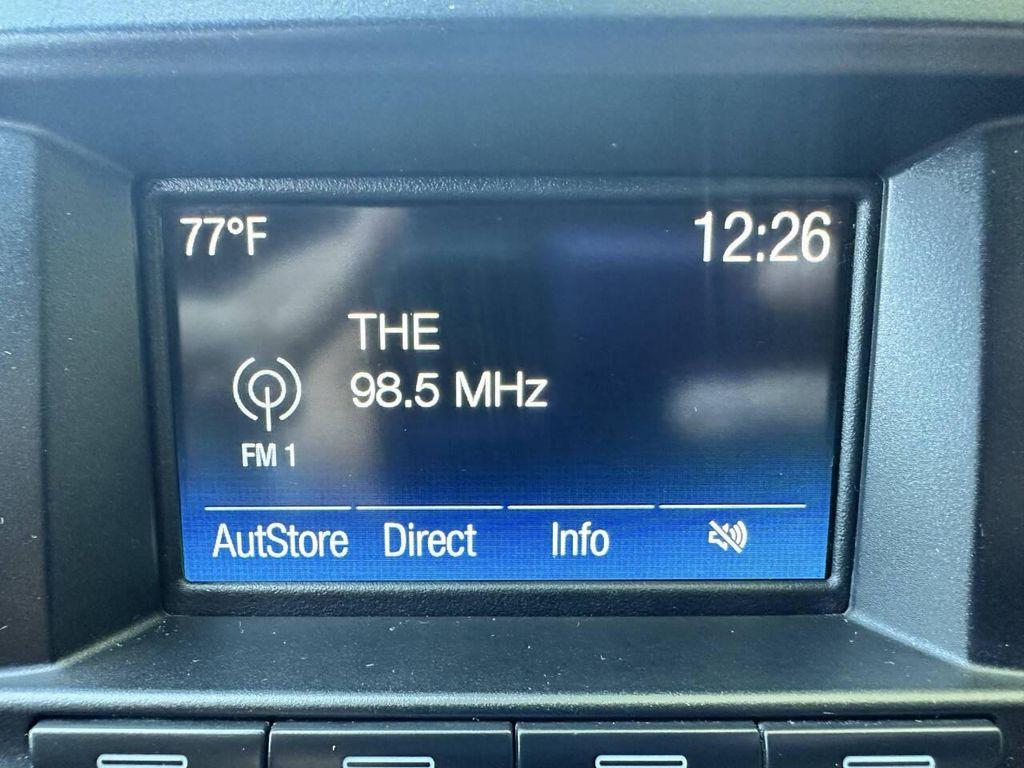 77°F 12:26
THE
98.5 MHz
FM 1
AutStore Direct Info